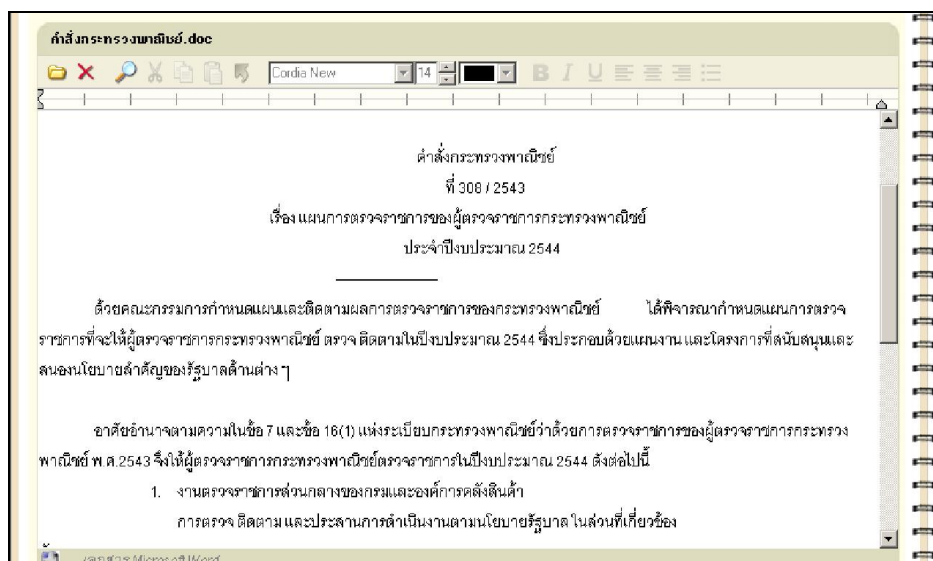 คำสั่งกระทรวงพาณิชย์.doc
Cordia New 14 B I U
คำสั่งกระทรวงพาณิชย์
ที่ 308 / 2543
เรื่อง แผนการตรวจราชการของผู้ตรวจราชการกระทรวงพาณิชย์
ประจำปีงบประมาณ 2544
ด้วยคณะกรรมการกำหนดแผนและติดตามผลการตรวจราชการของกระทรวงพาณิชย์ ได้พิจารณากำหนดแผนการตรวจ
ราชการที่จะให้ผู้ตรวจราชการกระทรวงพาณิชย์ ตรวจ ติดตามในปีงบประมาณ 2544 ซึ่งประกอบด้วยแผนงาน และโครงการที่สนับสนุนและ
สนองนโยบายสำคัญของรัฐบาลด้านต่าง ๆ
อาศัยอำนาจตามความในข้อ 7 และข้อ 16(1) แห่งระเบียบกระทรวงพาณิชย์ว่าด้วยการตรวจราชการของผู้ตรวจราชการกระทรวง
พาณิชย์ พ.ศ.2543 จึงให้ผู้ตรวจราชการกระทรวงพาณิชย์ตรวจราชการในปีงบประมาณ 2544 ดังต่อไปนี้
1. งานตรวจราชการส่วนกลางของกรมและองค์การคลังสินค้า
การตรวจ ติดตาม และประสานการดำเนินงานตามนโยบายรัฐบาล ในส่วนที่เกี่ยวข้อง
เอกสาร Microsoft Word